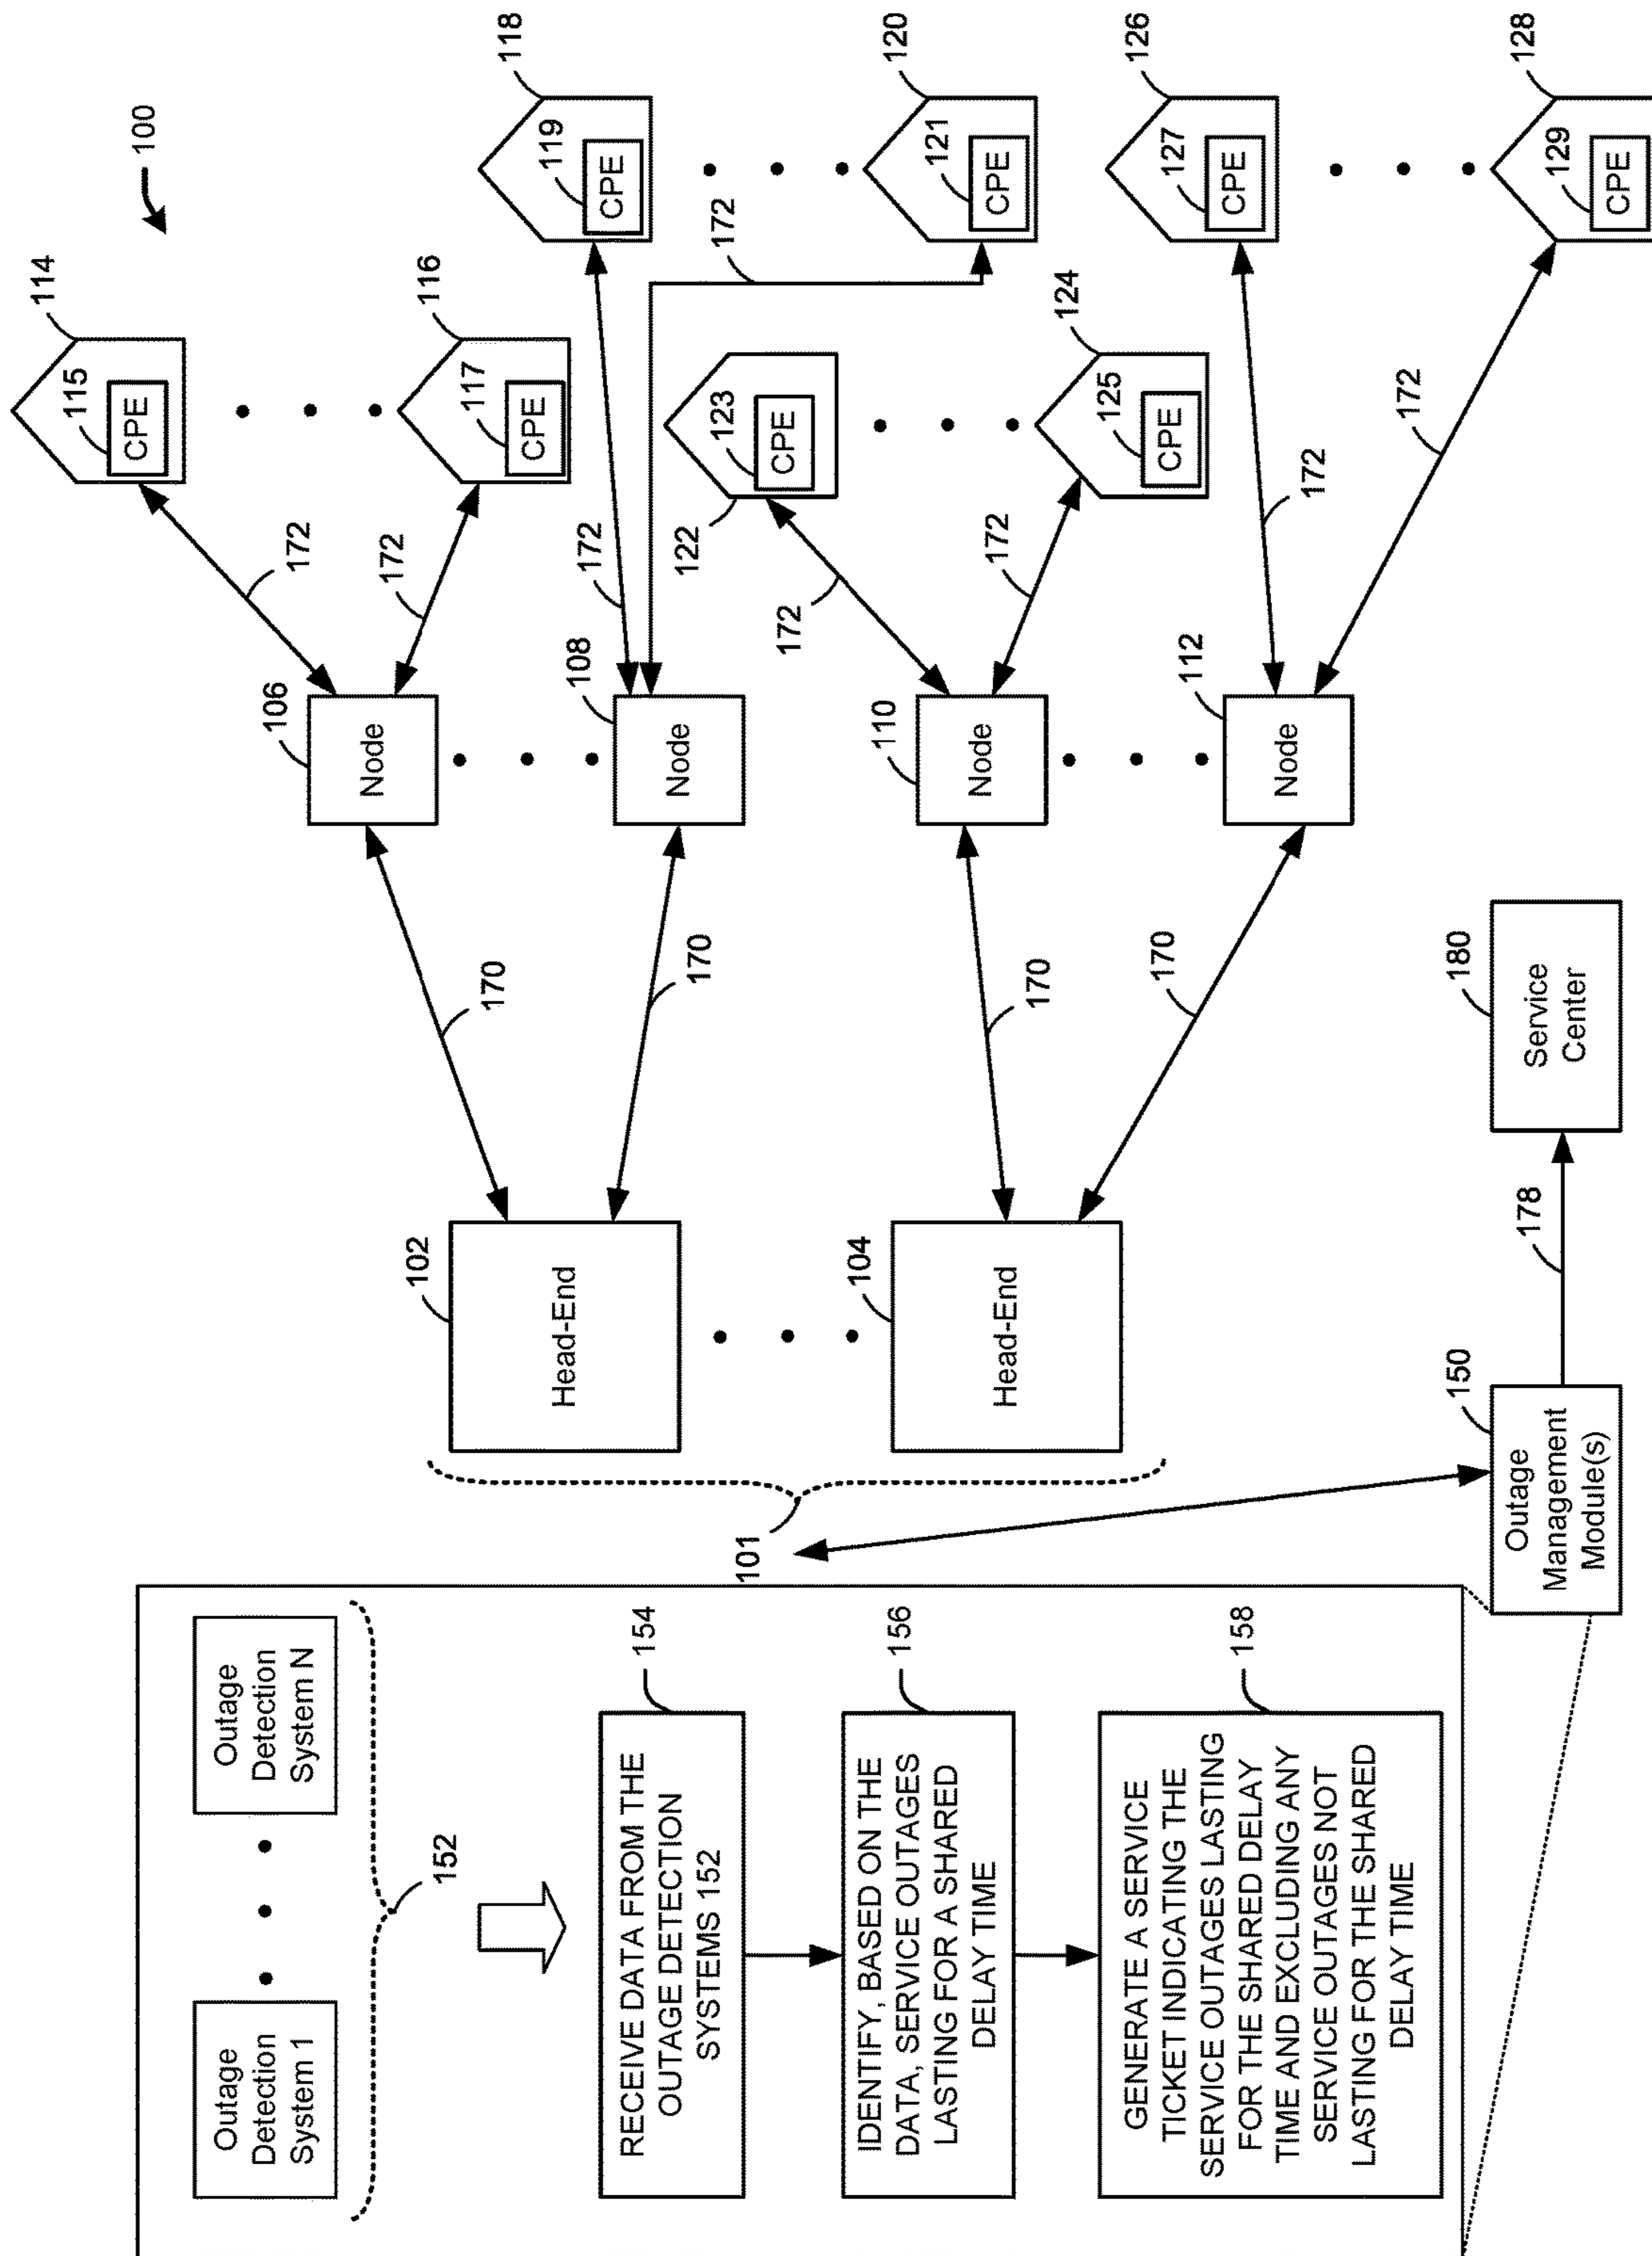 100
Outage
Detection
System 1
Outage
Detection
System N
152
RECEIVE DATA FROM THE
OUTAGE DETECTION
SYSTEMS 152
154
IDENTIFY, BASED ON THE
DATA, SERVICE OUTAGES
LASTING FOR A SHARED
DELAY TIME
156
GENERATE A SERVICE
TICKET INDICATING THE
SERVICE OUTAGES LASTING
FOR THE SHARED DELAY
TIME AND EXCLUDING ANY
SERVICE OUTAGES NOT
LASTING FOR THE SHARED
DELAY TIME
158
101
102
Head-End
104
Head-End
150
Outage
Management
Module(s)
178
180
Service
Center
170
170
170
170
106
Node
108
Node
110
Node
112
Node
172
172
172
172
172
172
172
172
114
115
CPE
116
117
CPE
118
119
CPE
120
121
CPE
122
123
CPE
124
125
CPE
126
127
CPE
128
129
CPE